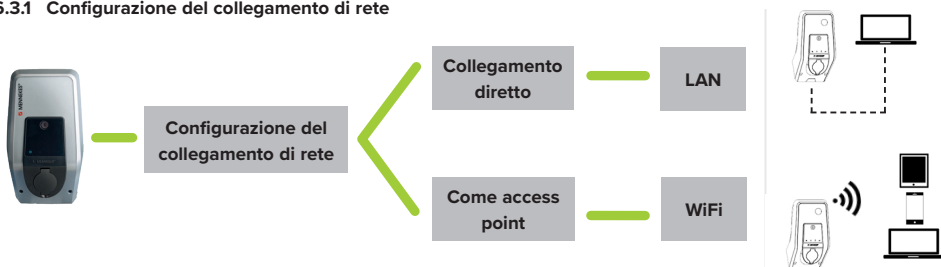 6.3.1 Configurazione del collegamento di rete
MENNEKES
Configurazione del
collegamento di rete
Collegamento
diretto
LAN
Come access
point
WiFi